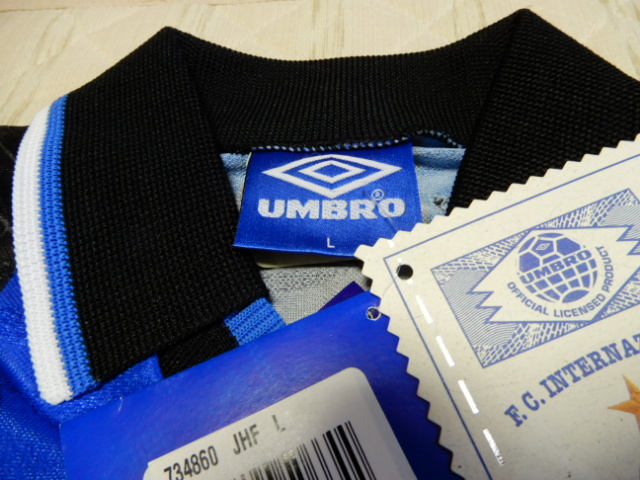 UMBRO®
L
UMBRO
OFFICIAL LICENSED PRODUCT
F.C. INTERNA
734860 JHF L